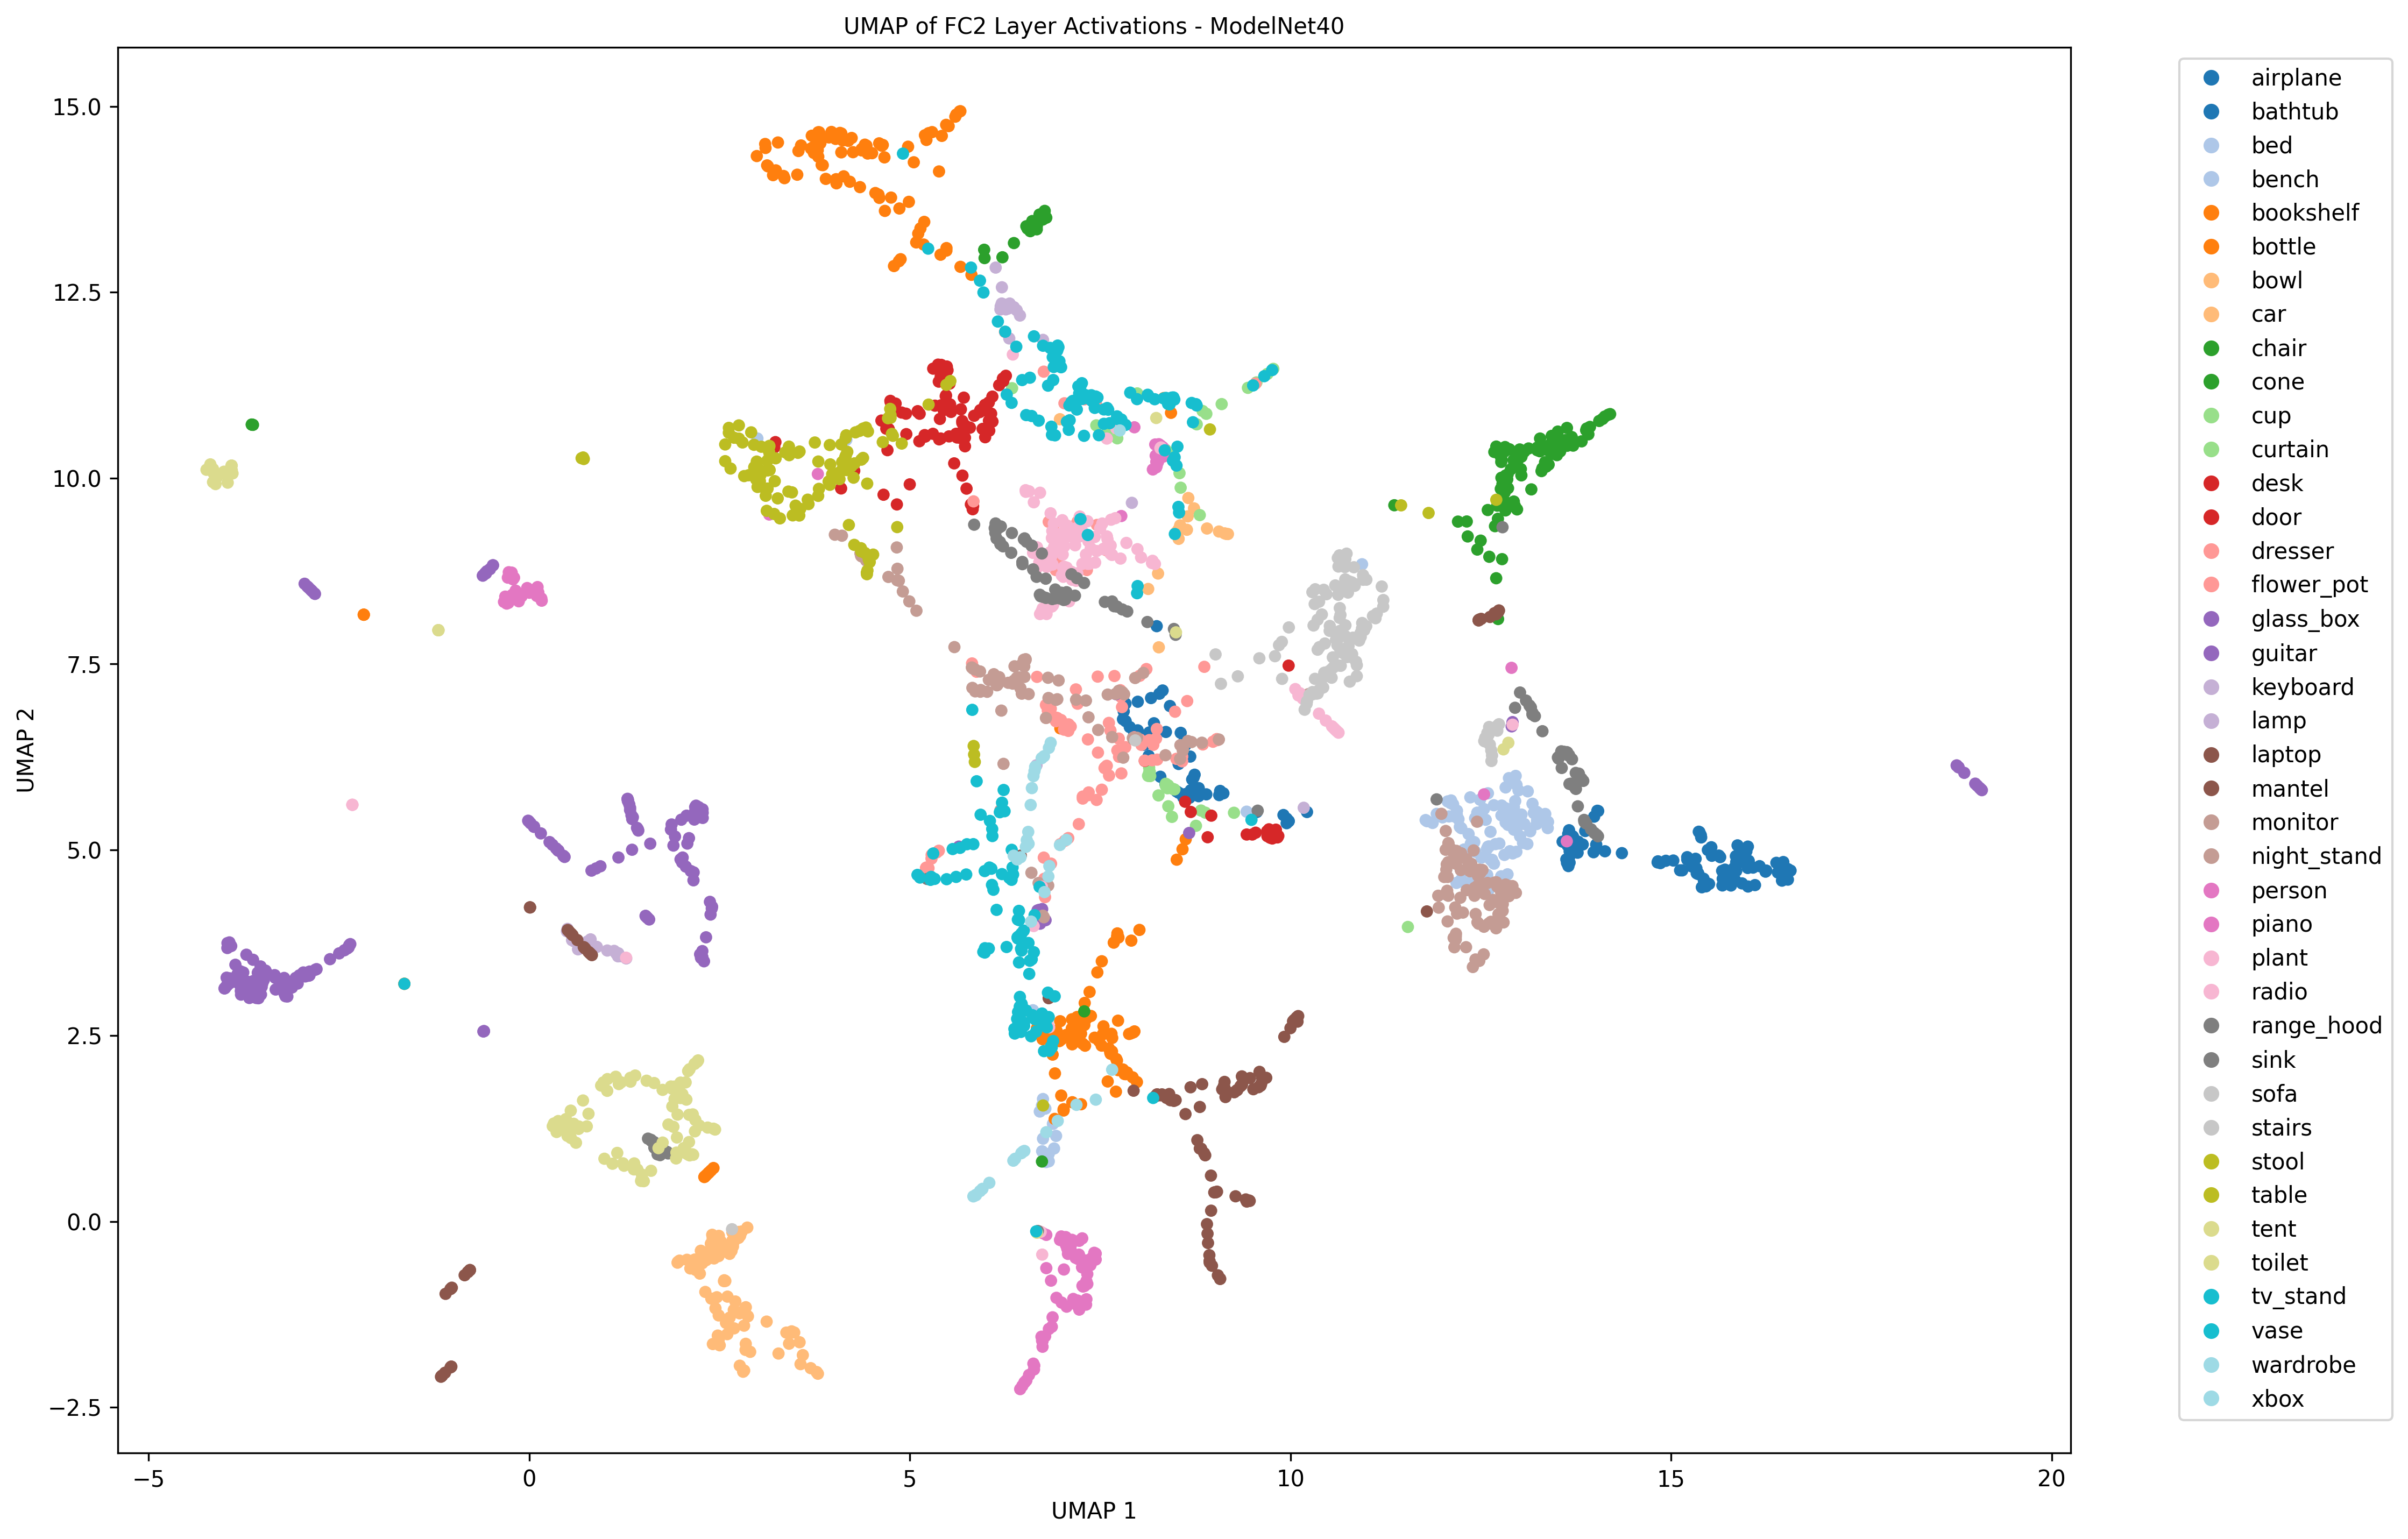 UMAP of FC2 Layer Activations - ModelNet40
15.0
12.5
10.0
7.5
5.0
2.5
0.0
−2.5
UMAP 2
−5
0
5
10
15
20
UMAP 1
airplane
bathtub
bed
bench
bookshelf
bottle
bowl
car
chair
cone
cup
curtain
desk
door
dresser
flower_pot
glass_box
guitar
keyboard
lamp
laptop
mantel
monitor
night_stand
person
piano
plant
radio
range_hood
sink
sofa
stairs
stool
table
tent
toilet
tv_stand
vase
wardrobe
xbox